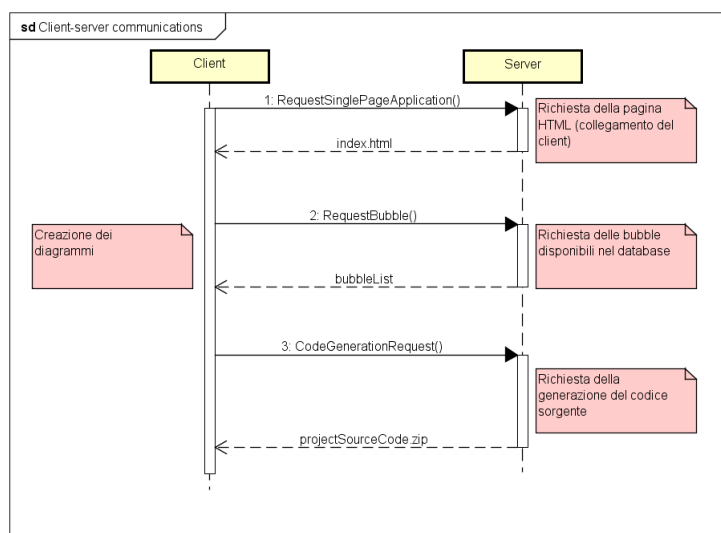 sd Client-server communications
Client
Server
1: RequestSinglePageApplication()
Richiesta della pagina
HTML (collegamento del
client)
index.html
2: RequestBubble()
Creazione dei
diagrammi
Richiesta delle bubble
disponibili nel database
bubbleList
3: CodeGenerationRequest()
Richiesta della
generazione del codice
sorgente
projectSourceCode.zip